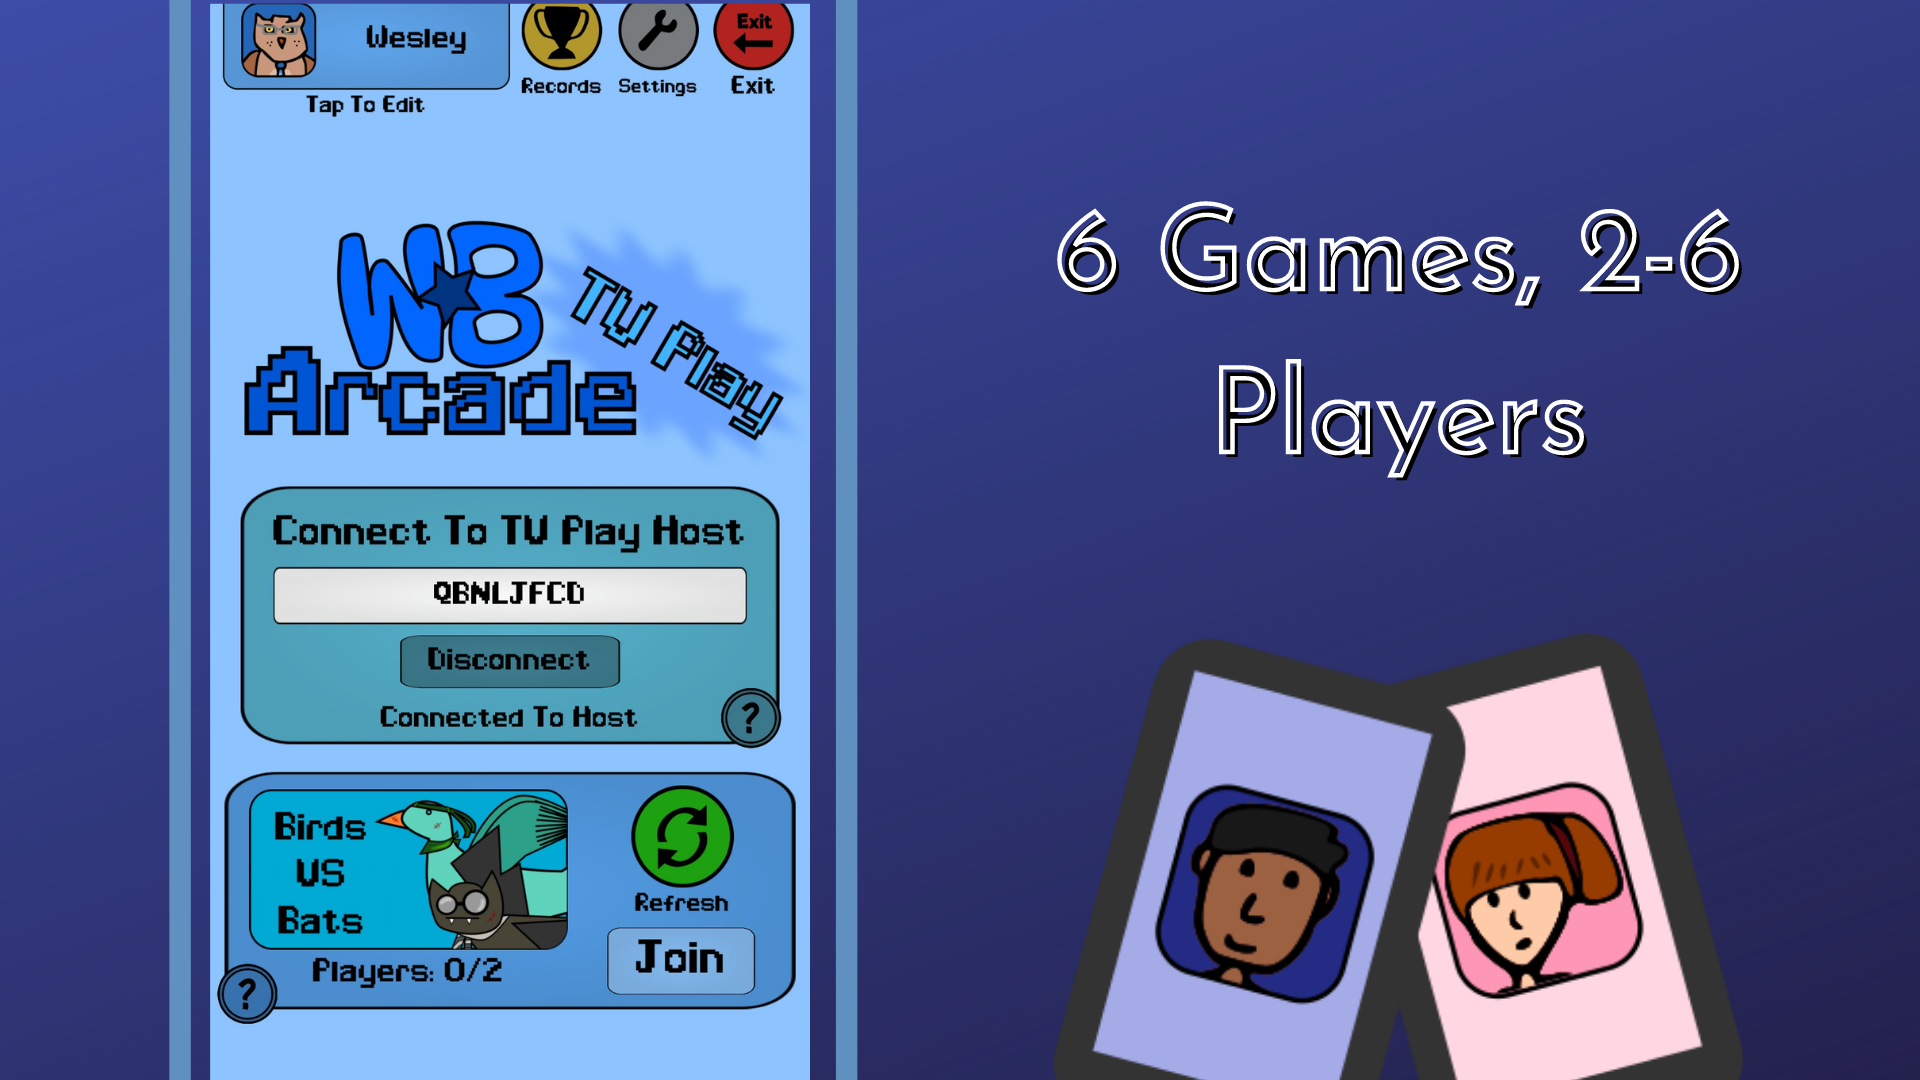 Wesley
Tap To Edit
Records
Settings
Exit
Exit
WB
Arcade
TV Play
Connect To TV Play Host
QBNLJFCD
Disconnect
Connected To Host
?
Birds
VS
Bats
Players: 0/2
Refresh
Join
?
6 Games, 2-6
Players